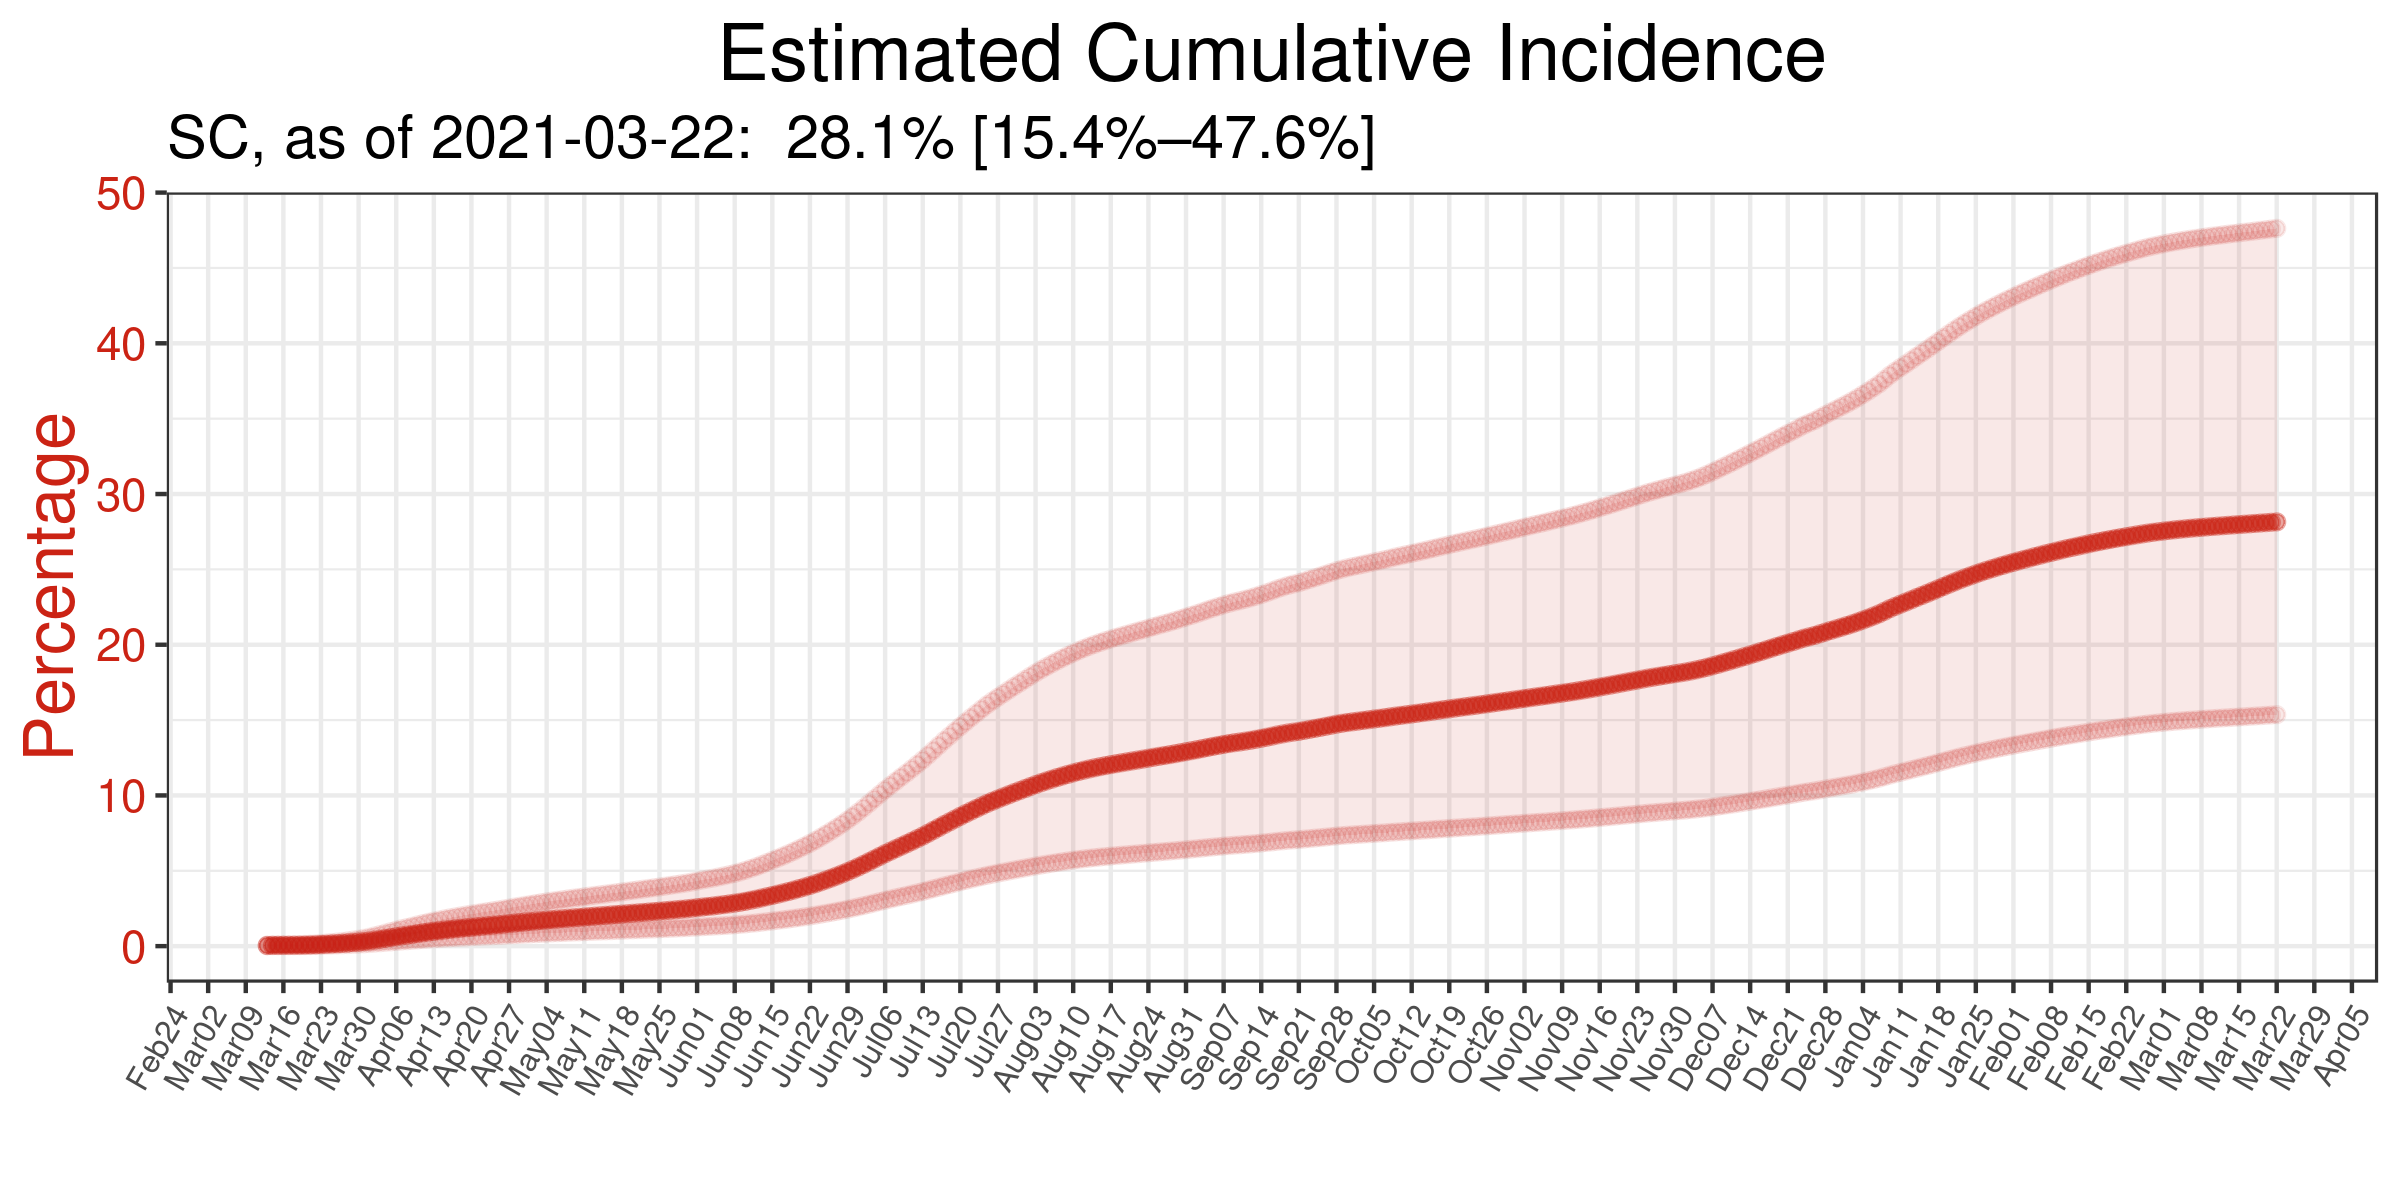 Estimated Cumulative Incidence
SC, as of 2021-03-22:  28.1% [15.4%–47.6%]
Percentage
50
40
30
20
10
0
Feb24
Mar02
Mar09
Mar16
Mar23
Mar30
Apr06
Apr13
Apr20
Apr27
May04
May11
May18
May25
Jun01
Jun08
Jun15
Jun22
Jun29
Jul06
Jul13
Jul20
Jul27
Aug03
Aug10
Aug17
Aug24
Aug31
Sep07
Sep14
Sep21
Sep28
Oct05
Oct12
Oct19
Oct26
Nov02
Nov09
Nov16
Nov23
Nov30
Dec07
Dec14
Dec21
Dec28
Jan04
Jan11
Jan18
Jan25
Feb01
Feb08
Feb15
Feb22
Mar01
Mar08
Mar15
Mar22
Mar29
Apr05